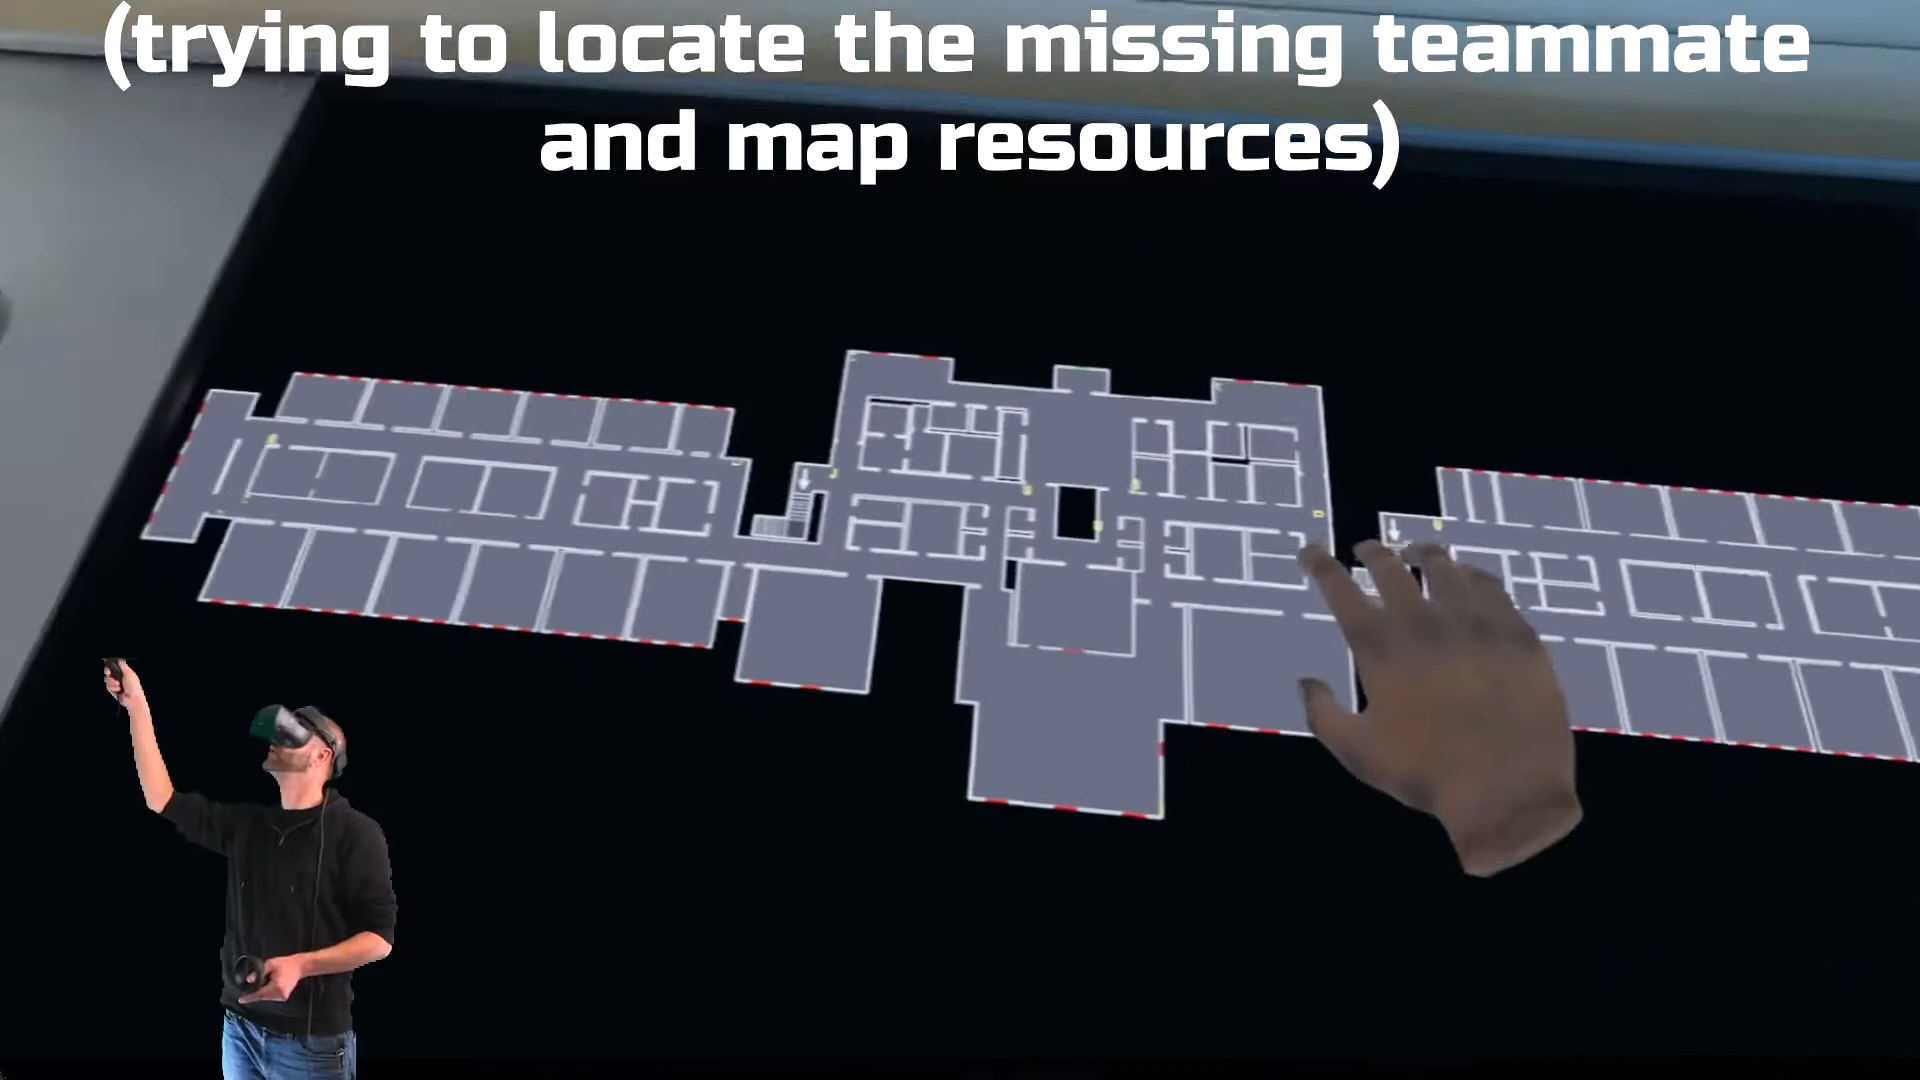 (trying to locate the missing teammate
and map resources)